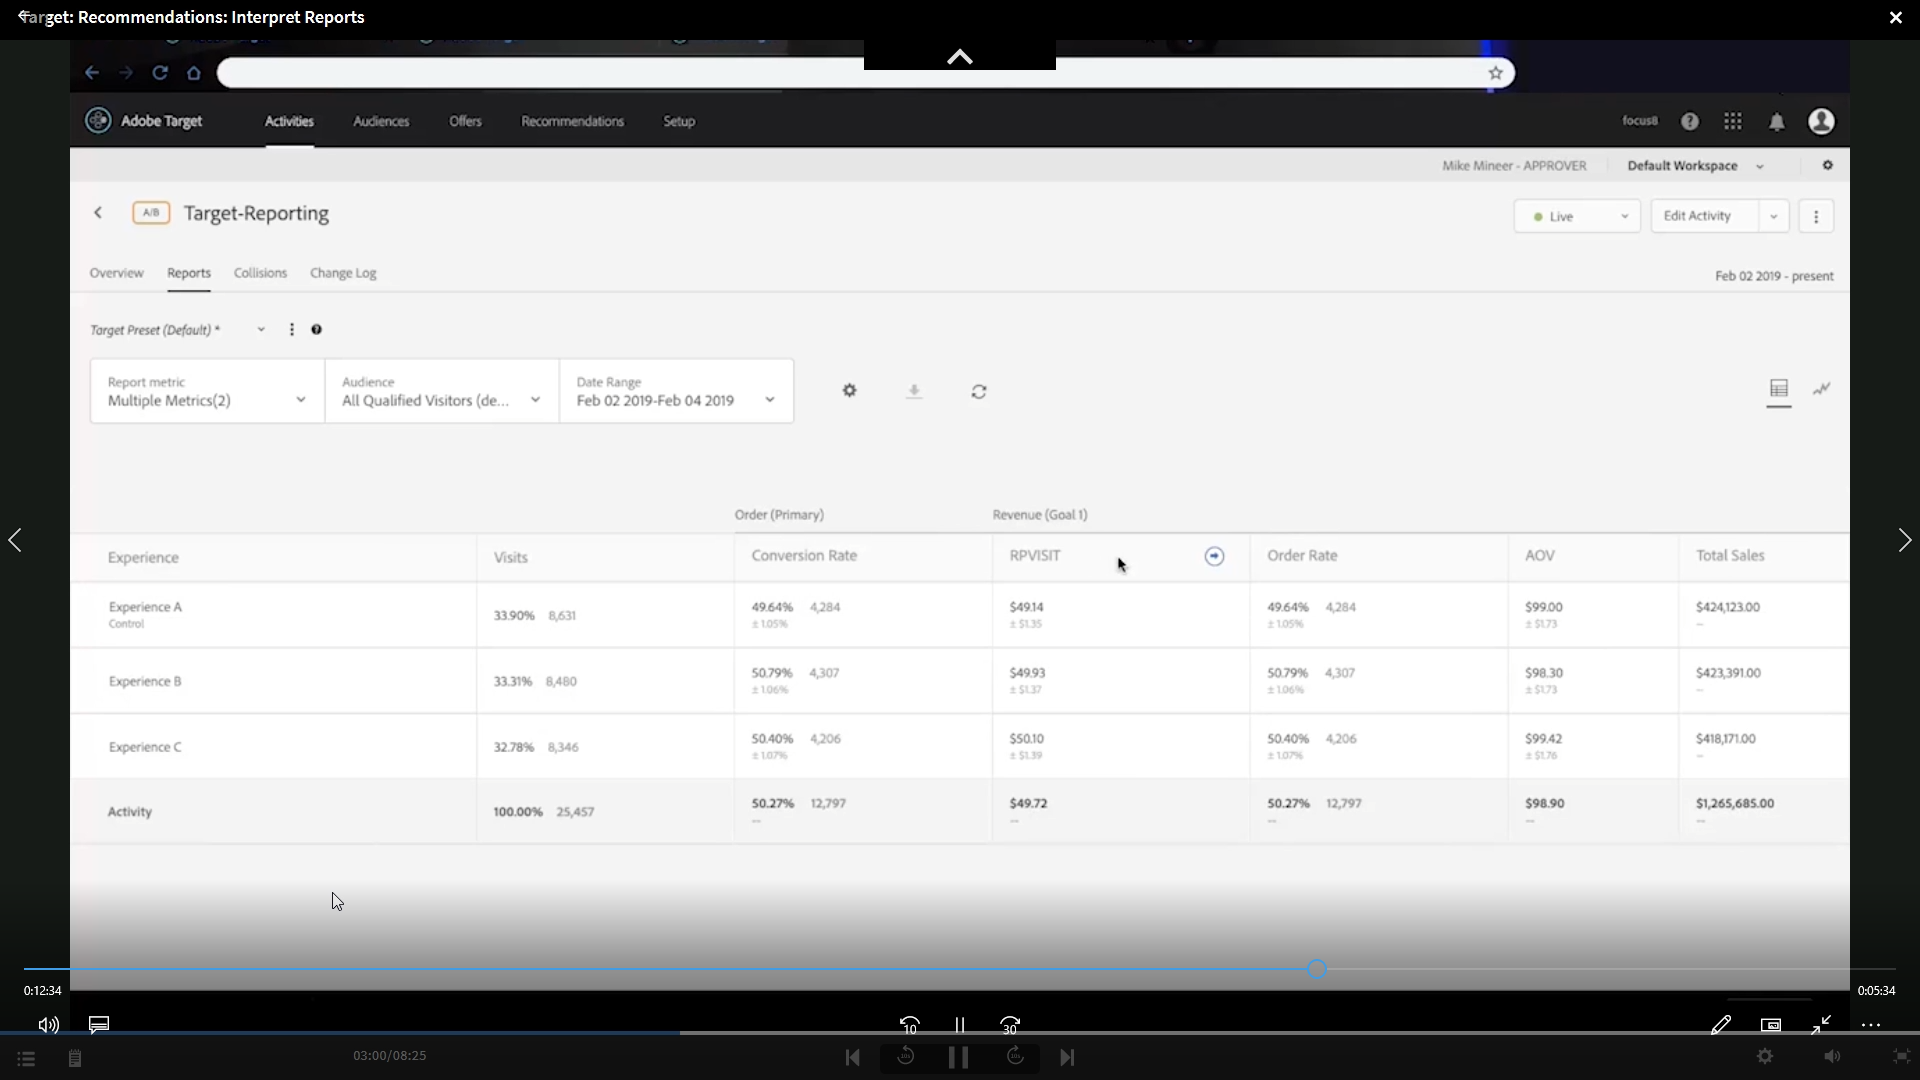 Target: Recommendations: Interpret Reports
Adobe Target Activities Audiences Offers Recommendations Setup focus8
Mike Mineer - APPROVER Default Workspace
A/B Target-Reporting Live Edit Activity
Overview Reports Collisions Change Log Feb 02 2019 - present
Target Preset (Default) *
Report metric Audience Date Range
Multiple Metrics(2) All Qualified Visitors (de... Feb 02 2019-Feb 04 2019
Order (Primary) Revenue (Goal 1)
Experience Visits Conversion Rate RPVISIT Order Rate AOV Total Sales
Experience A 33.90% 8,631 49.64% 4,284 $49.14 49.64% 4,284 $99.00 $424,123.00
Control ±1.05% ± $1.35 ±1.05% ± $1.73 --
Experience B 33.31% 8,480 50.79% 4,307 $49.93 50.79% 4,307 $98.30 $423,391.00
±1.06% ± $1.37 ±1.06% ± $1.73 --
Experience C 32.78% 8,346 50.40% 4,206 $50.10 50.40% 4,206 $99.42 $418,171.00
±1.07% ± $1.39 ±1.07% ± $1.76 --
Activity 100.00% 25,457 50.27% 12,797 $49.72 50.27% 12,797 $98.90 $1,265,685.00
-- -- -- -- --
0:12:34 0:05:34
10 30
03:00/08:25